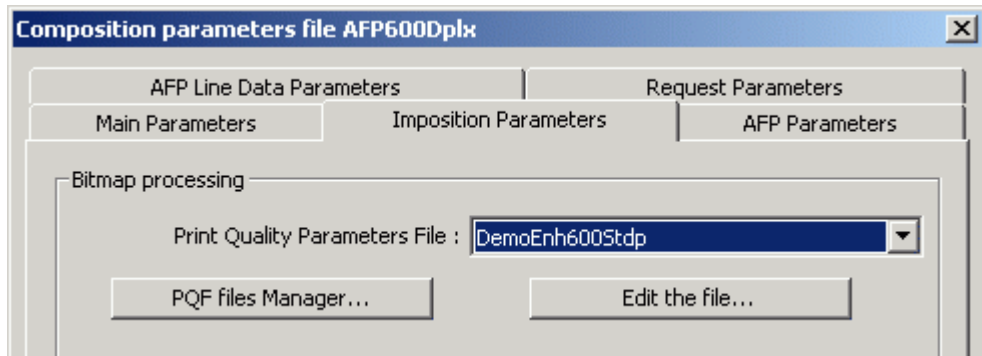 Composition parameters file AFP600Dplx
AFP Line Data Parameters Request Parameters
Main Parameters Imposition Parameters AFP Parameters
Bitmap processing
Print Quality Parameters File : DemoEnh600Stdp
PQF files Manager... Edit the file...